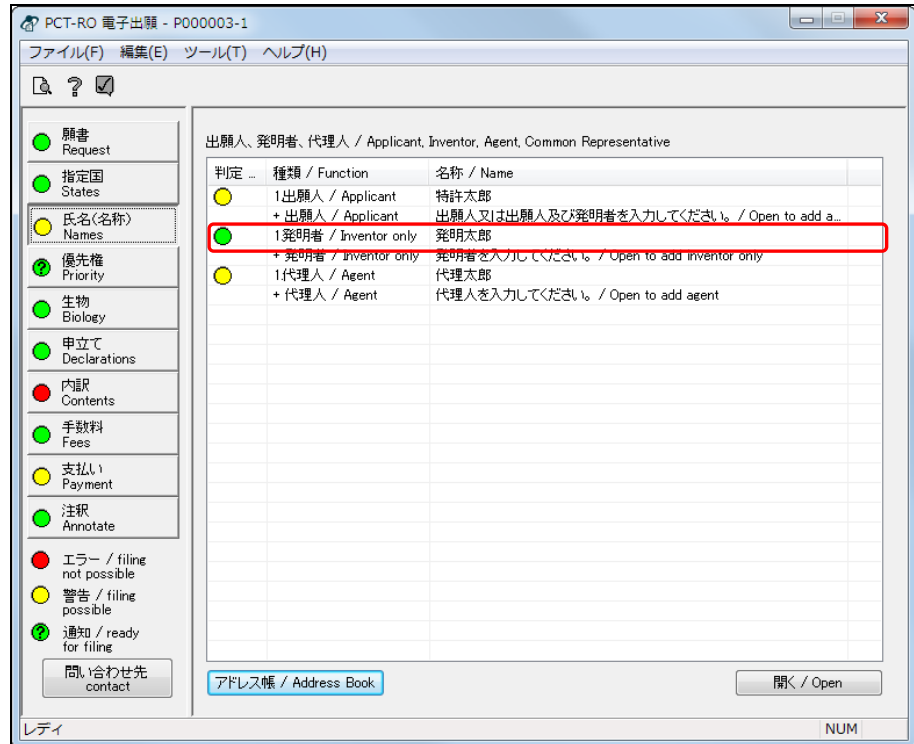 PCT-RO 電子出願 - P000003-1
ファイル(F) 編集(E) ツール(T) ヘルプ(H)
願書
Request
指定国
States
氏名(名称)
Names
優先権
Priority
生物
Biology
申立て
Declarations
内訳
Contents
手数料
Fees
支払い
Payment
注釈
Annotate
エラー / filing
not possible
警告 / filing
possible
通知 / ready
for filing
問い合わせ先
contact
出願人、発明者、代理人 / Applicant, Inventor, Agent, Common Representative
判定 ... 種類 / Function 名称 / Name
1出願人 / Applicant 特許太郎
+ 出願人 / Applicant 出願人又は出願人及び発明者を入力してください。 / Open to add a...
1発明者 / Inventor only 発明太郎
+ 発明者 / Inventor only 発明者を入力してください。 / Open to add inventor only
1代理人 / Agent 代理太郎
+ 代理人 / Agent 代理人を入力してください。 / Open to add agent
アドレス帳 / Address Book 開く / Open
レディ NUM